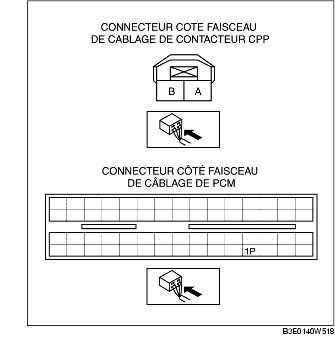 CONNECTEUR COTE FAISCEAU
DE CABLAGE DE CONTACTEUR CPP
B A
CONNECTEUR CÔTÉ FAISCEAU
DE CÂBLAGE DE PCM
1P
B3E0140W518